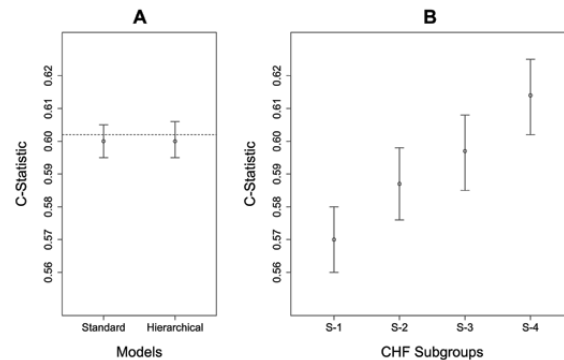 A
C-Statistic
0.62
0.61
0.60
0.59
0.58
0.57
0.56
Standard
Hierarchical
Models
B
C-Statistic
0.62
0.61
0.60
0.59
0.58
0.57
0.56
S-1
S-2
S-3
S-4
CHF Subgroups